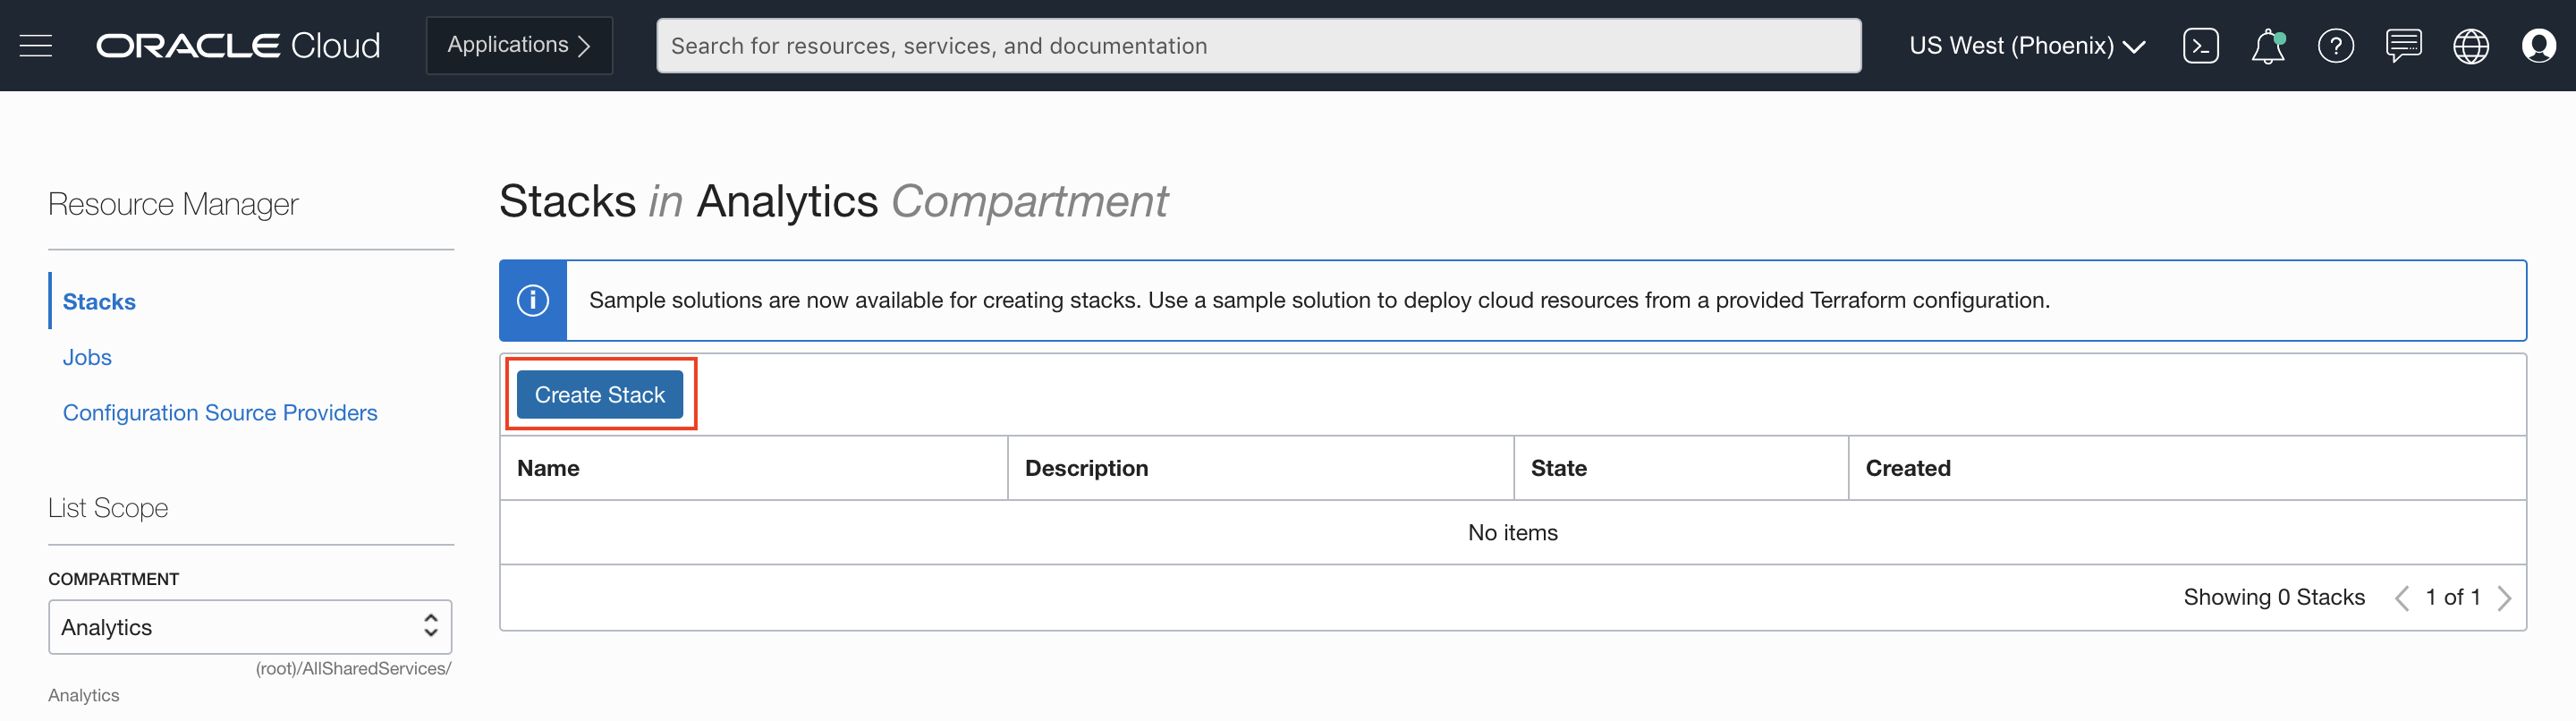 ORACLE Cloud
Applications
Search for resources, services, and documentation
US West (Phoenix)
Resource Manager
Stacks
Jobs
Configuration Source Providers
List Scope
COMPARTMENT
Analytics
(root)/AllSharedServices/
Analytics
Stacks in Analytics Compartment
Sample solutions are now available for creating stacks. Use a sample solution to deploy cloud resources from a provided Terraform configuration.
Create Stack
Name Description State Created
No items
Showing 0 Stacks 1 of 1